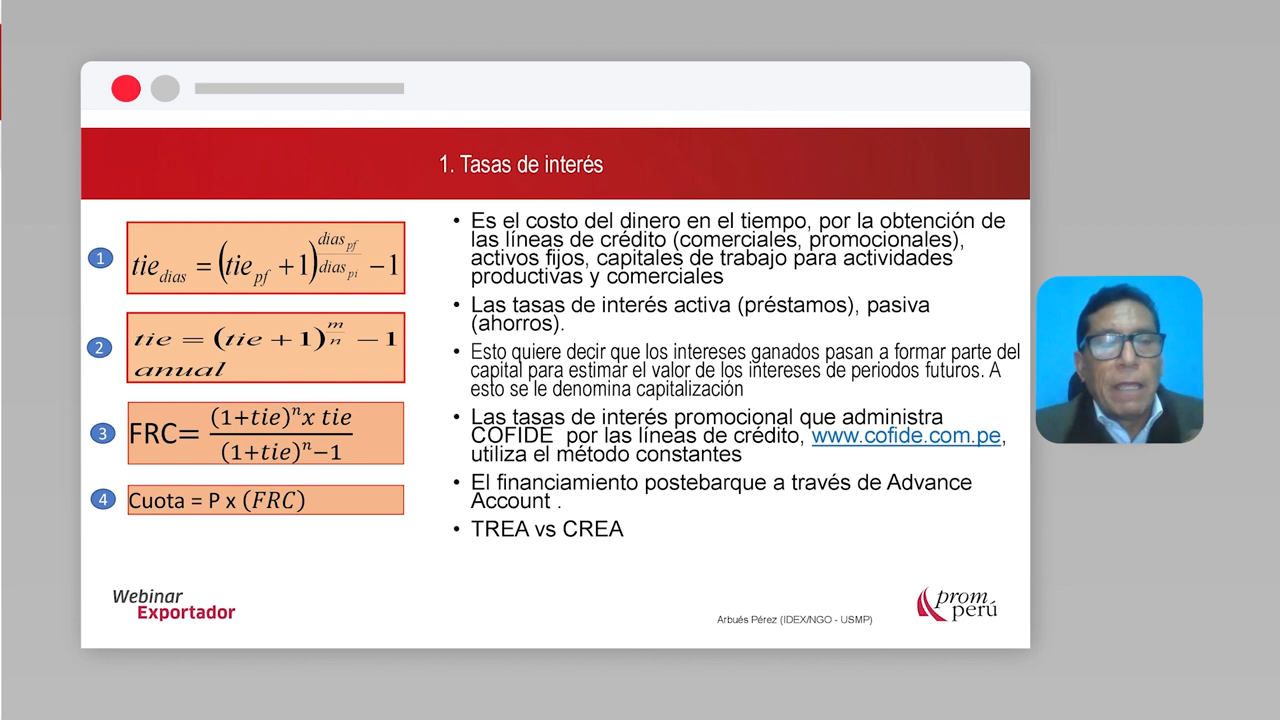 1. Tasas de interés
1
tie_dias = (tie_pf + 1)^(dias_pf/dias_pi) − 1
2
tie = (tie + 1)^(m/n) − 1
anual
3
FRC= ((1+tie)^n x tie)/((1+tie)^n−1)
4
Cuota = P x (FRC)
• Es el costo del dinero en el tiempo, por la obtención de
las líneas de crédito (comerciales, promocionales),
activos fijos, capitales de trabajo para actividades
productivas y comerciales
• Las tasas de interés activa (préstamos), pasiva
(ahorros).
• Esto quiere decir que los intereses ganados pasan a formar parte del
capital para estimar el valor de los intereses de periodos futuros. A
esto se le denomina capitalización
• Las tasas de interés promocional que administra
COFIDE por las líneas de crédito, www.cofide.com.pe,
utiliza el método constantes
• El financiamiento postebarque a través de Advance
Account .
• TREA vs CREA
Webinar
Exportador
Arbués Pérez (IDEX/NGO - USMP)
prom
perú